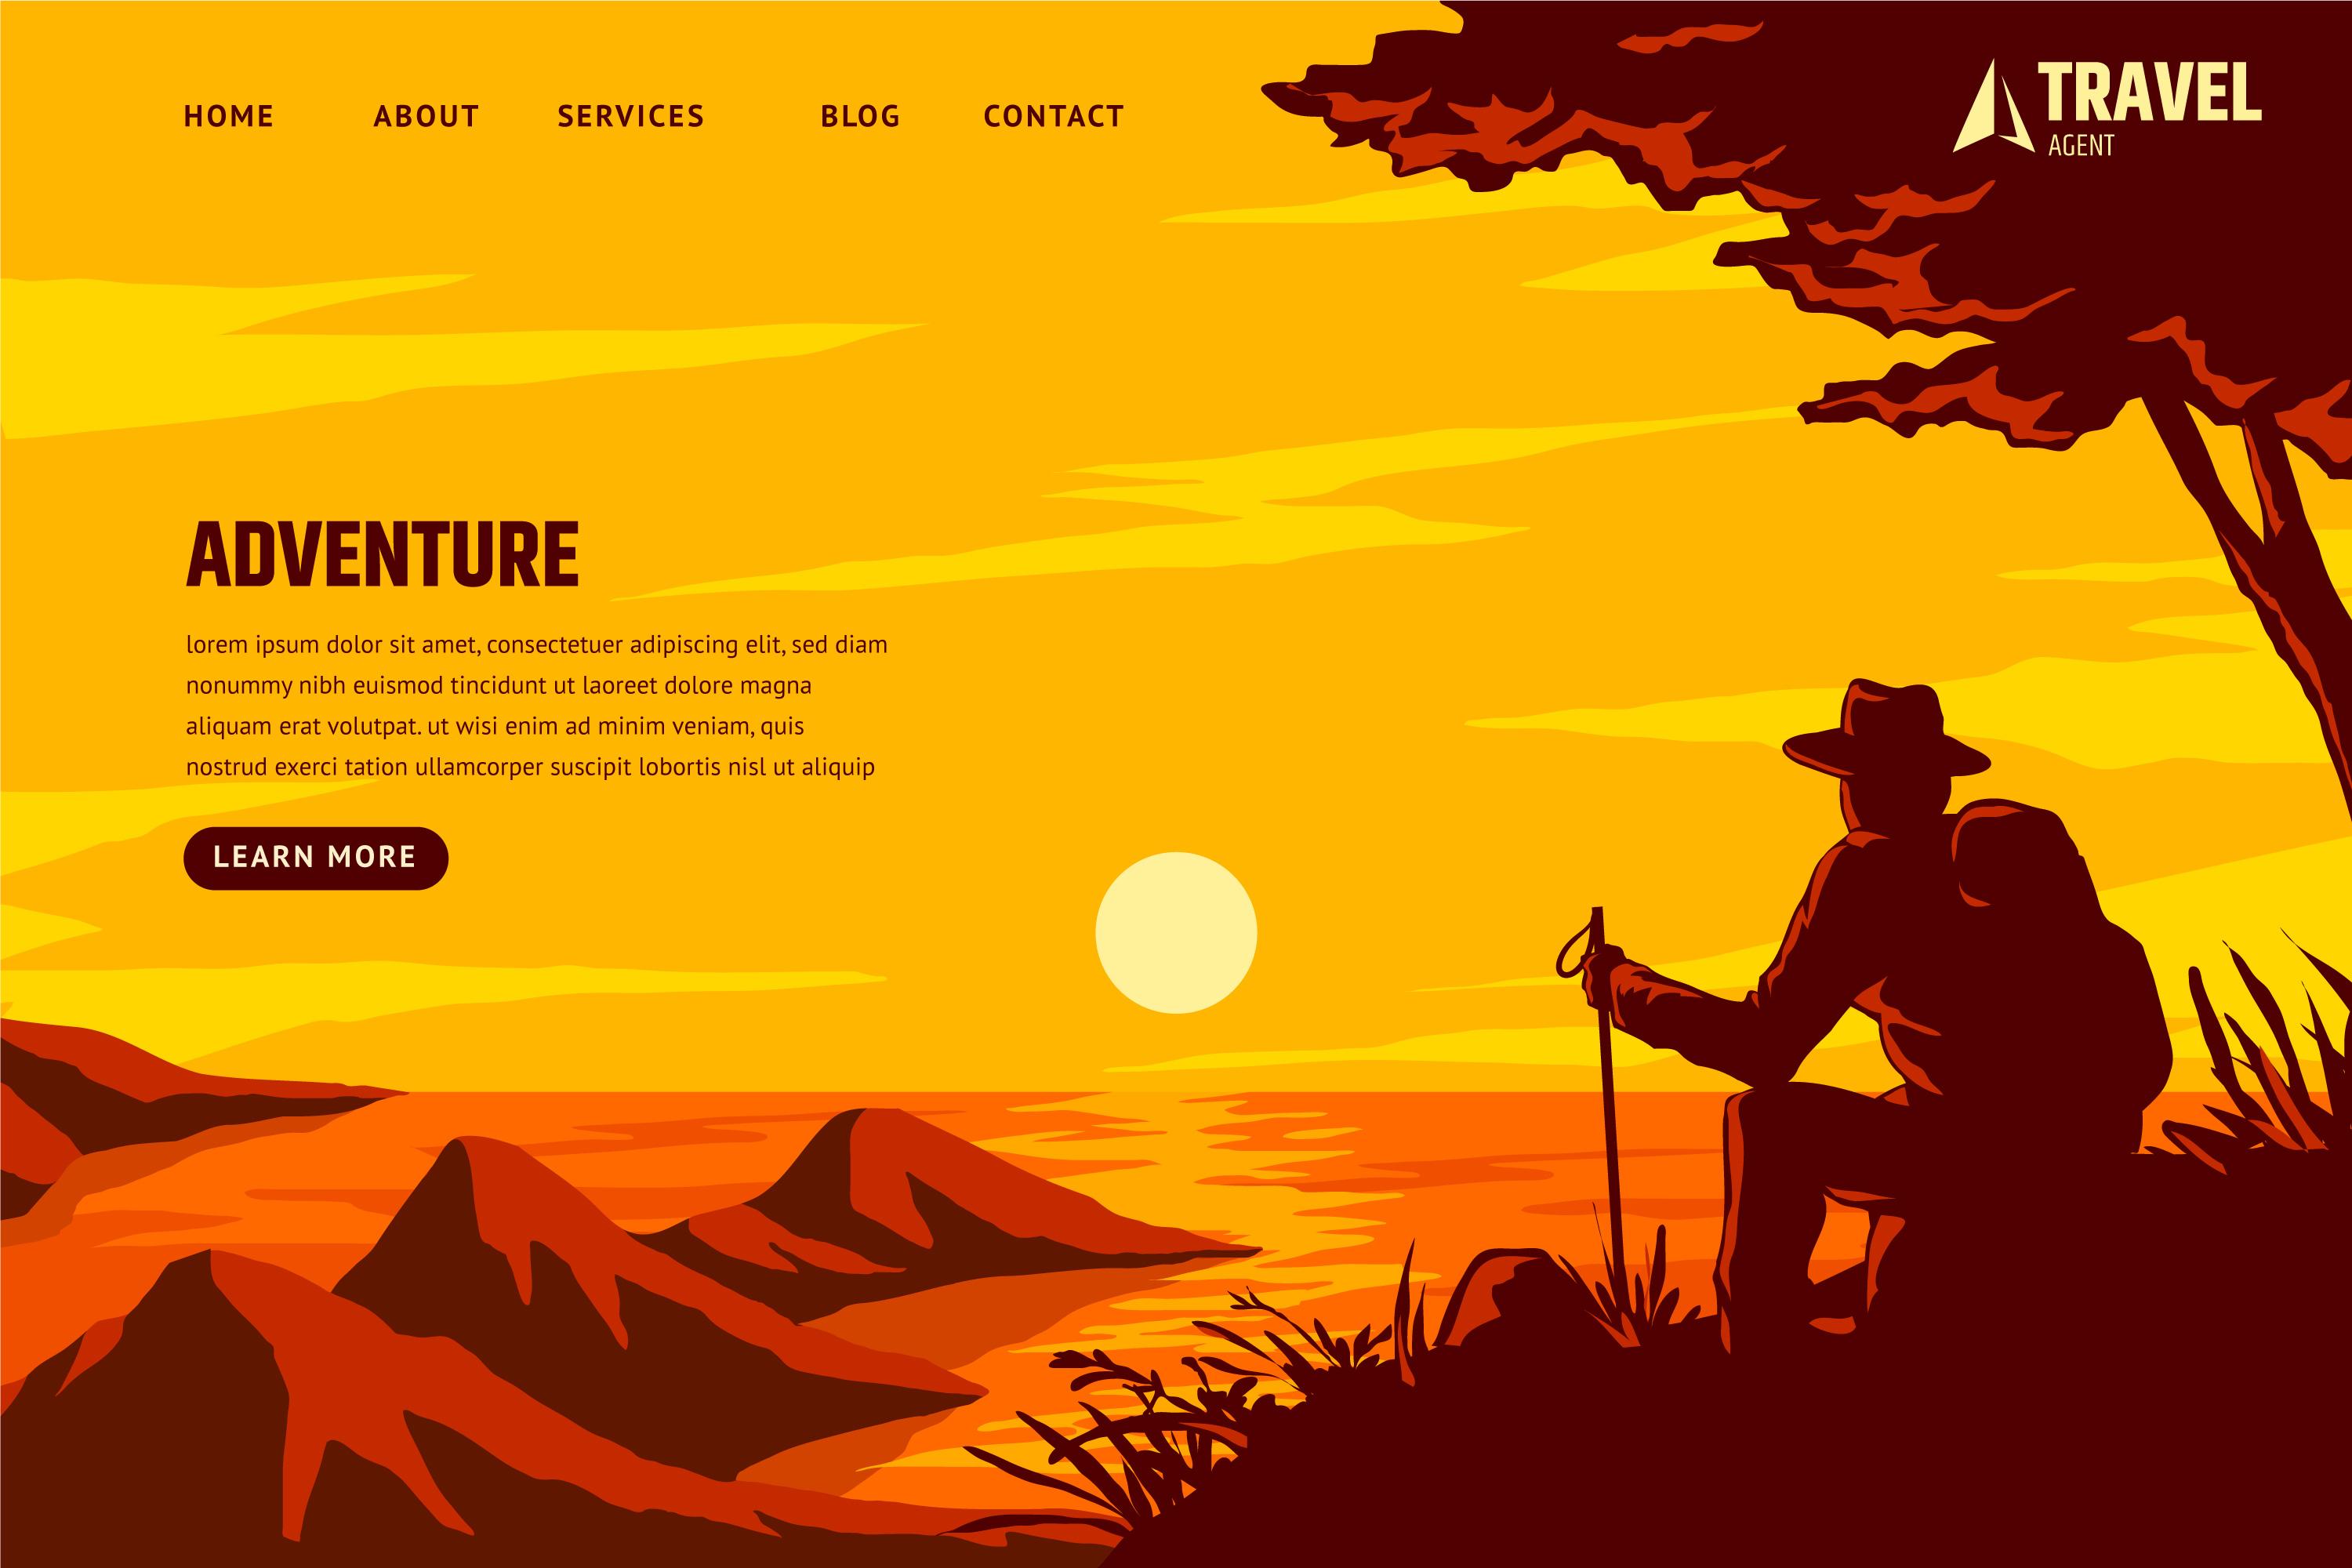 HOME ABOUT SERVICES BLOG CONTACT
TRAVEL
AGENT
ADVENTURE
lorem ipsum dolor sit amet, consectetuer adipiscing elit, sed diam
nonummy nibh euismod tincidunt ut laoreet dolore magna
aliquam erat volutpat. ut wisi enim ad minim veniam, quis
nostrud exerci tation ullamcorper suscipit lobortis nisl ut aliquip
LEARN MORE